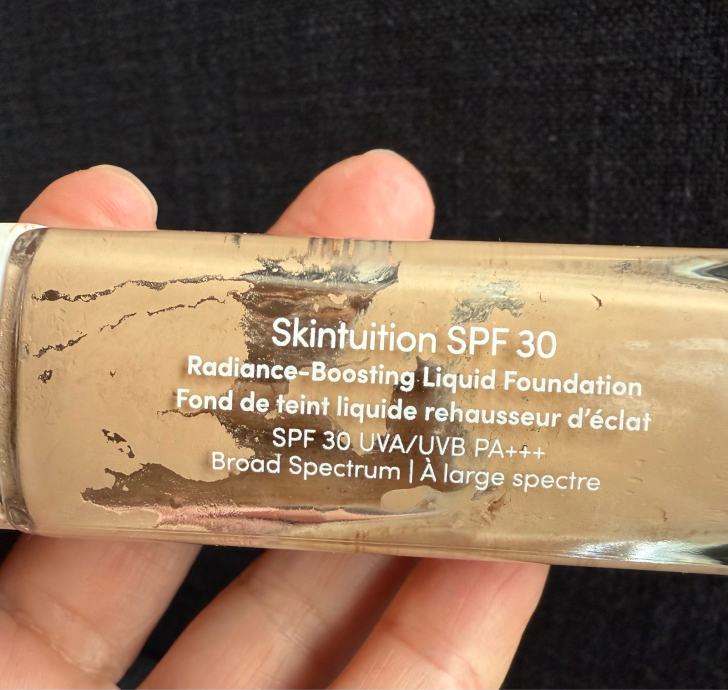 Skintuition SPF 30
Radiance-Boosting Liquid Foundation
Fond de teint liquide rehausseur d'éclat
SPF 30 UVA/UVB PA+++
Broad Spectrum | À large spectre